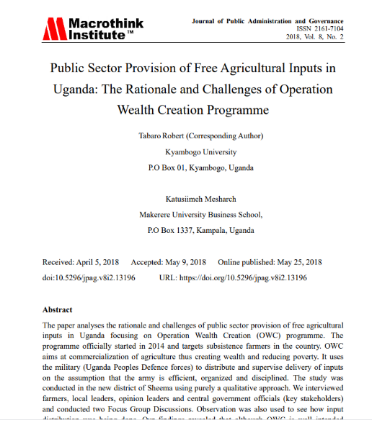 Macrothink
Institute™
Journal of Public Administration and Governance
ISSN 2161-7104
2018, Vol. 8, No. 2
Public Sector Provision of Free Agricultural Inputs in
Uganda: The Rationale and Challenges of Operation
Wealth Creation Programme
Tabaro Robert (Corresponding Author)
Kyambogo University
P.O Box 01, Kyambogo, Uganda
Katusiimeh Mesharch
Makerere University Business School,
P.O Box 1337, Kampala, Uganda
Received: April 5, 2018 Accepted: May 9, 2018 Online published: May 25, 2018
doi:10.5296/jpag.v8i2.13196 URL: https://doi.org/10.5296/jpag.v8i2.13196
Abstract
The paper analyses the rationale and challenges of public sector provision of free agricultural
inputs in Uganda focusing on Operation Wealth Creation (OWC) programme. The
programme officially started in 2014 and targets subsistence farmers in the country. OWC
aims at commercialization of agriculture thus creating wealth and reducing poverty. It uses
the military (Uganda Peoples Defence forces) to distribute and supervise delivery of inputs
on the assumption that the army is efficient, organized and disciplined. The study was
conducted in the new district of Sheema using purely a qualitative approach. We interviewed
farmers, local leaders, opinion leaders and central government officials (key stakeholders)
and conducted two Focus Group Discussions. Observation was also used to see how input